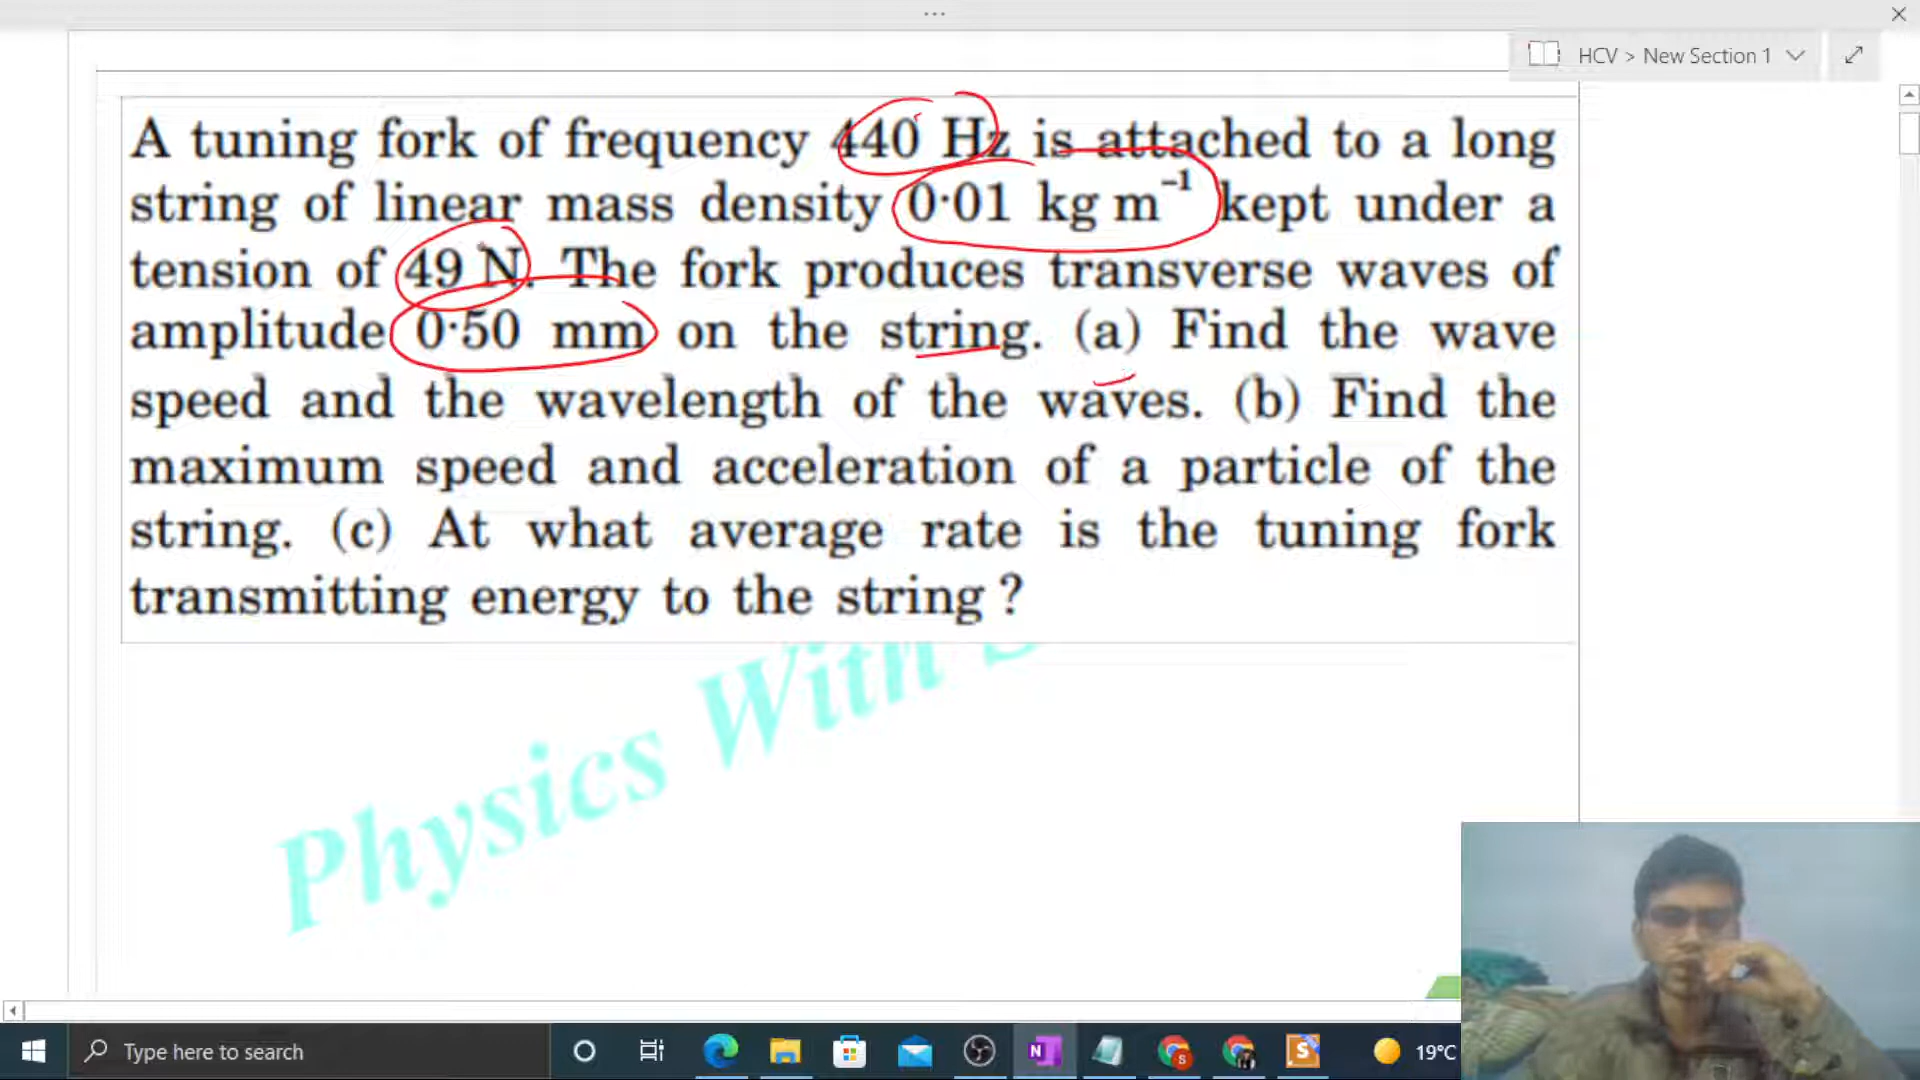 ...
HCV > New Section 1
A tuning fork of frequency 440 Hz is attached to a long
string of linear mass density 0·01 kg m⁻¹ kept under a
tension of 49 N. The fork produces transverse waves of
amplitude 0·50 mm on the string. (a) Find the wave
speed and the wavelength of the waves. (b) Find the
maximum speed and acceleration of a particle of the
string. (c) At what average rate is the tuning fork
transmitting energy to the string ?
Physics With
Type here to search
N
S
S
19°C